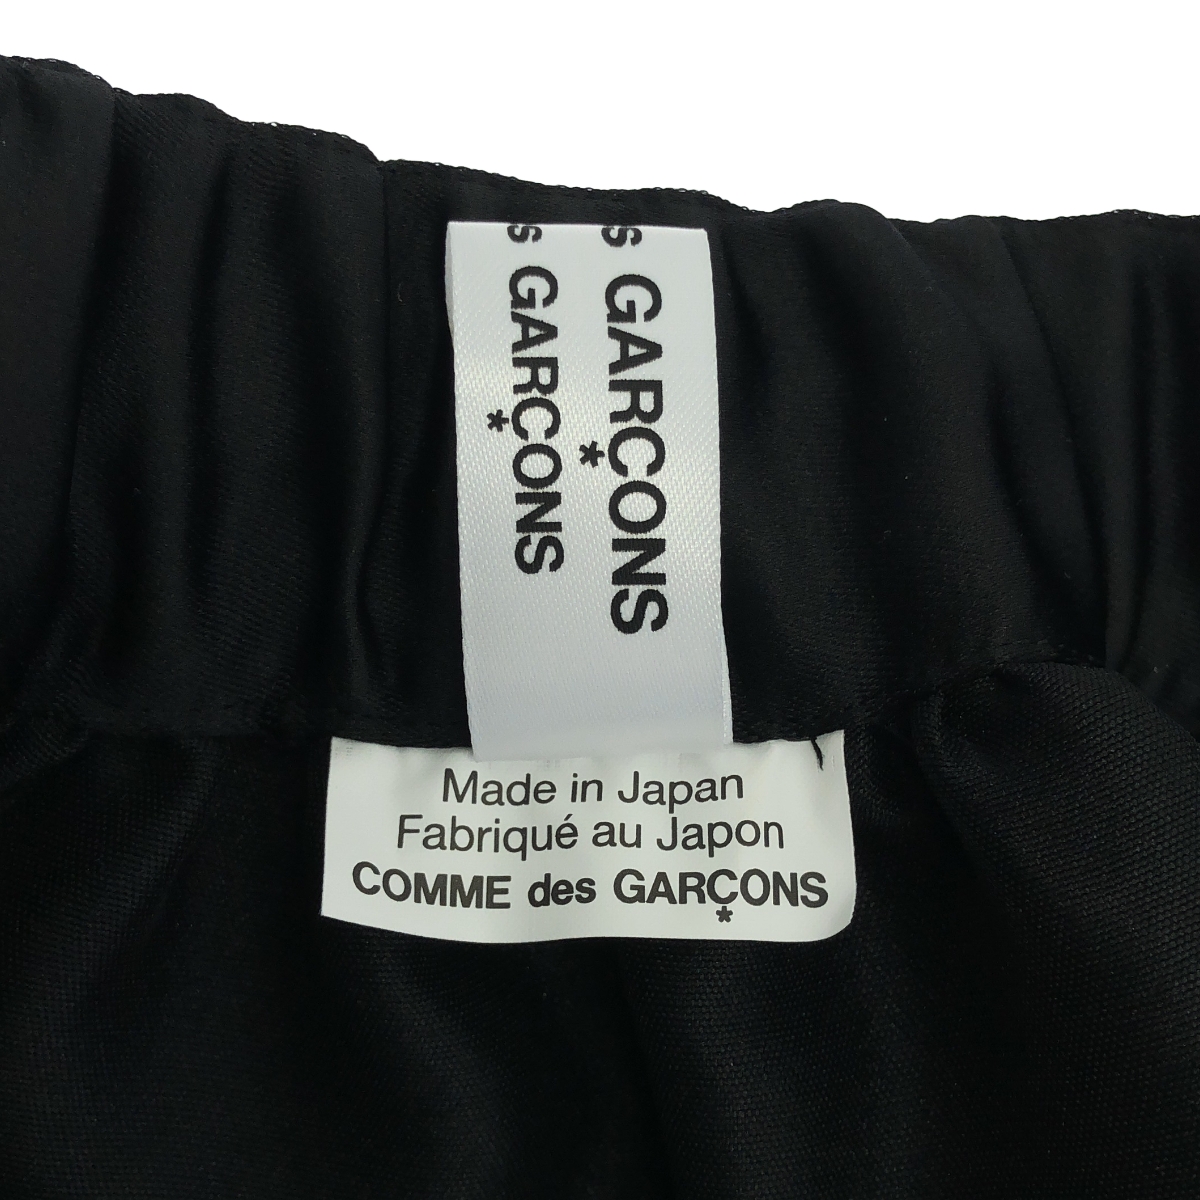 s GARÇONS
s GARÇONS
Made in Japan
Fabriqué au Japon
COMME des GARÇONS